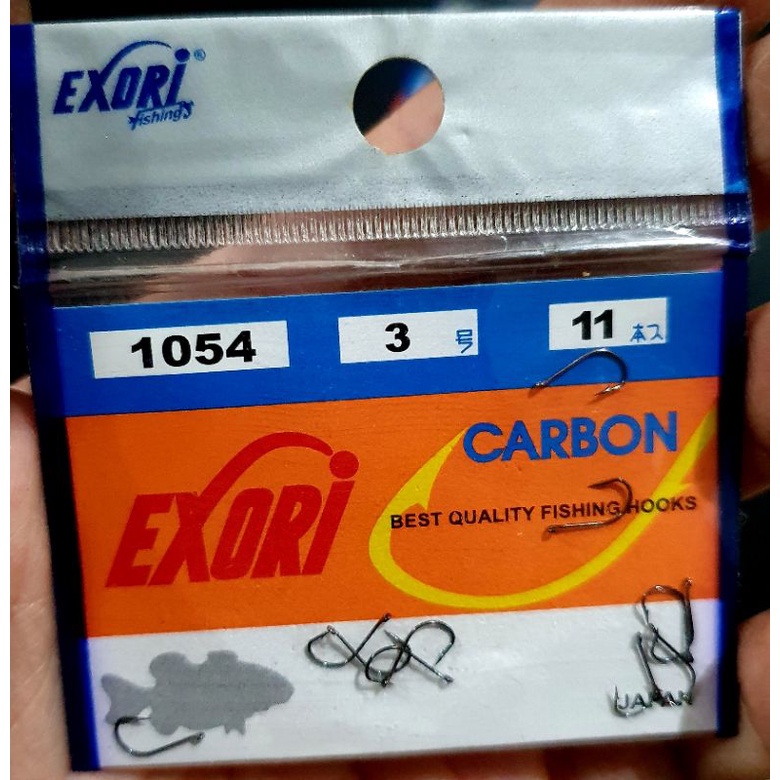 EXORI®
fishing
1054
3 号
11 本入
CARBON
EXORI
BEST QUALITY FISHING HOOKS
JAPAN